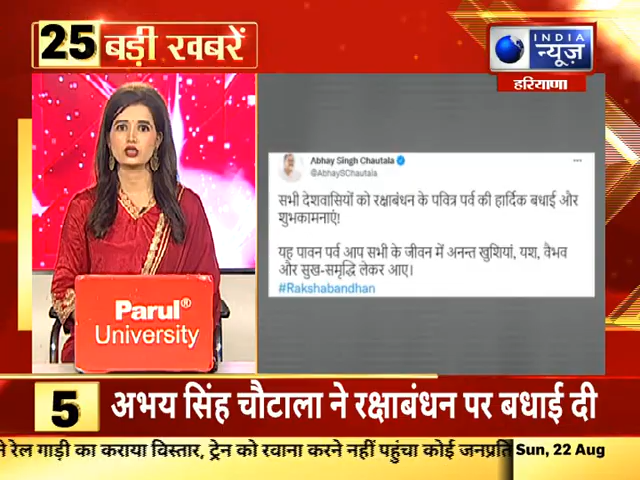 25 बड़ी खबरें
INDIA
न्यूज़
हरियाणा
Abhay Singh Chautala
@AbhaySChautala
सभी देशवासियों को रक्षाबंधन के पवित्र पर्व की हार्दिक बधाई और
शुभकामनाएं!
यह पावन पर्व आप सभी के जीवन में अनन्त खुशियां, यश, वैभव
और सुख-समृद्धि लेकर आए।
#Rakshabandhan
Parul®
University
5 अभय सिंह चौटाला ने रक्षाबंधन पर बधाई दी
ने रेल गाड़ी का कराया विस्तार, ट्रेन को रवाना करने नहीं पहुंचा कोई जनप्रति Sun, 22 Aug